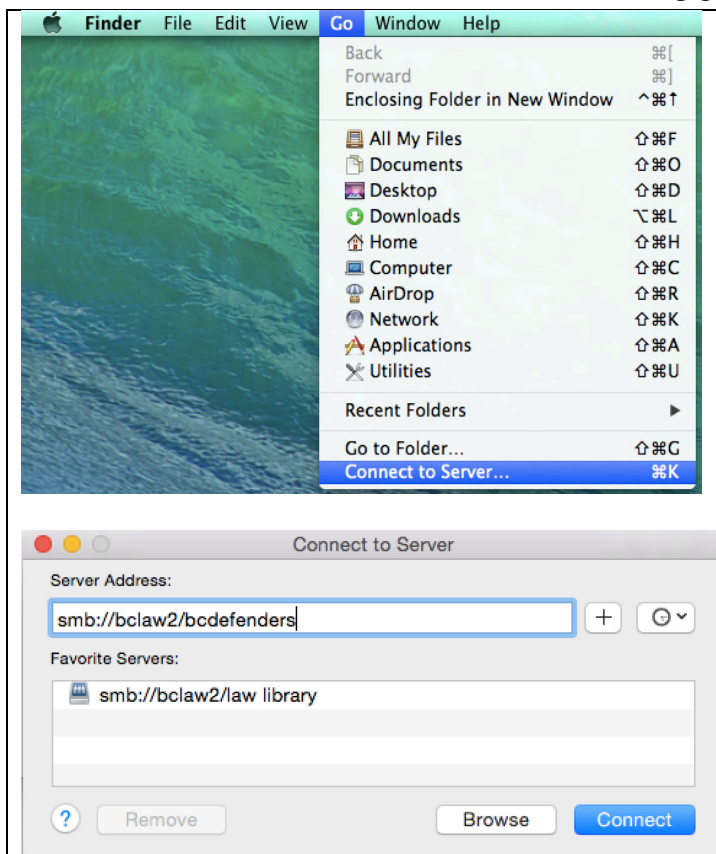 Finder File Edit View Go Window Help
Back ⌘[
Forward ⌘]
Enclosing Folder in New Window ^⌘↑
All My Files ⇧⌘F
Documents ⇧⌘O
Desktop ⇧⌘D
Downloads ⌥⌘L
Home ⇧⌘H
Computer ⇧⌘C
AirDrop ⇧⌘R
Network ⇧⌘K
Applications ⇧⌘A
Utilities ⇧⌘U
Recent Folders ▶
Go to Folder... ⇧⌘G
Connect to Server... ⌘K
Connect to Server
Server Address:
smb://bclaw2/bcdefenders
Favorite Servers:
smb://bclaw2/law library
? Remove Browse Connect